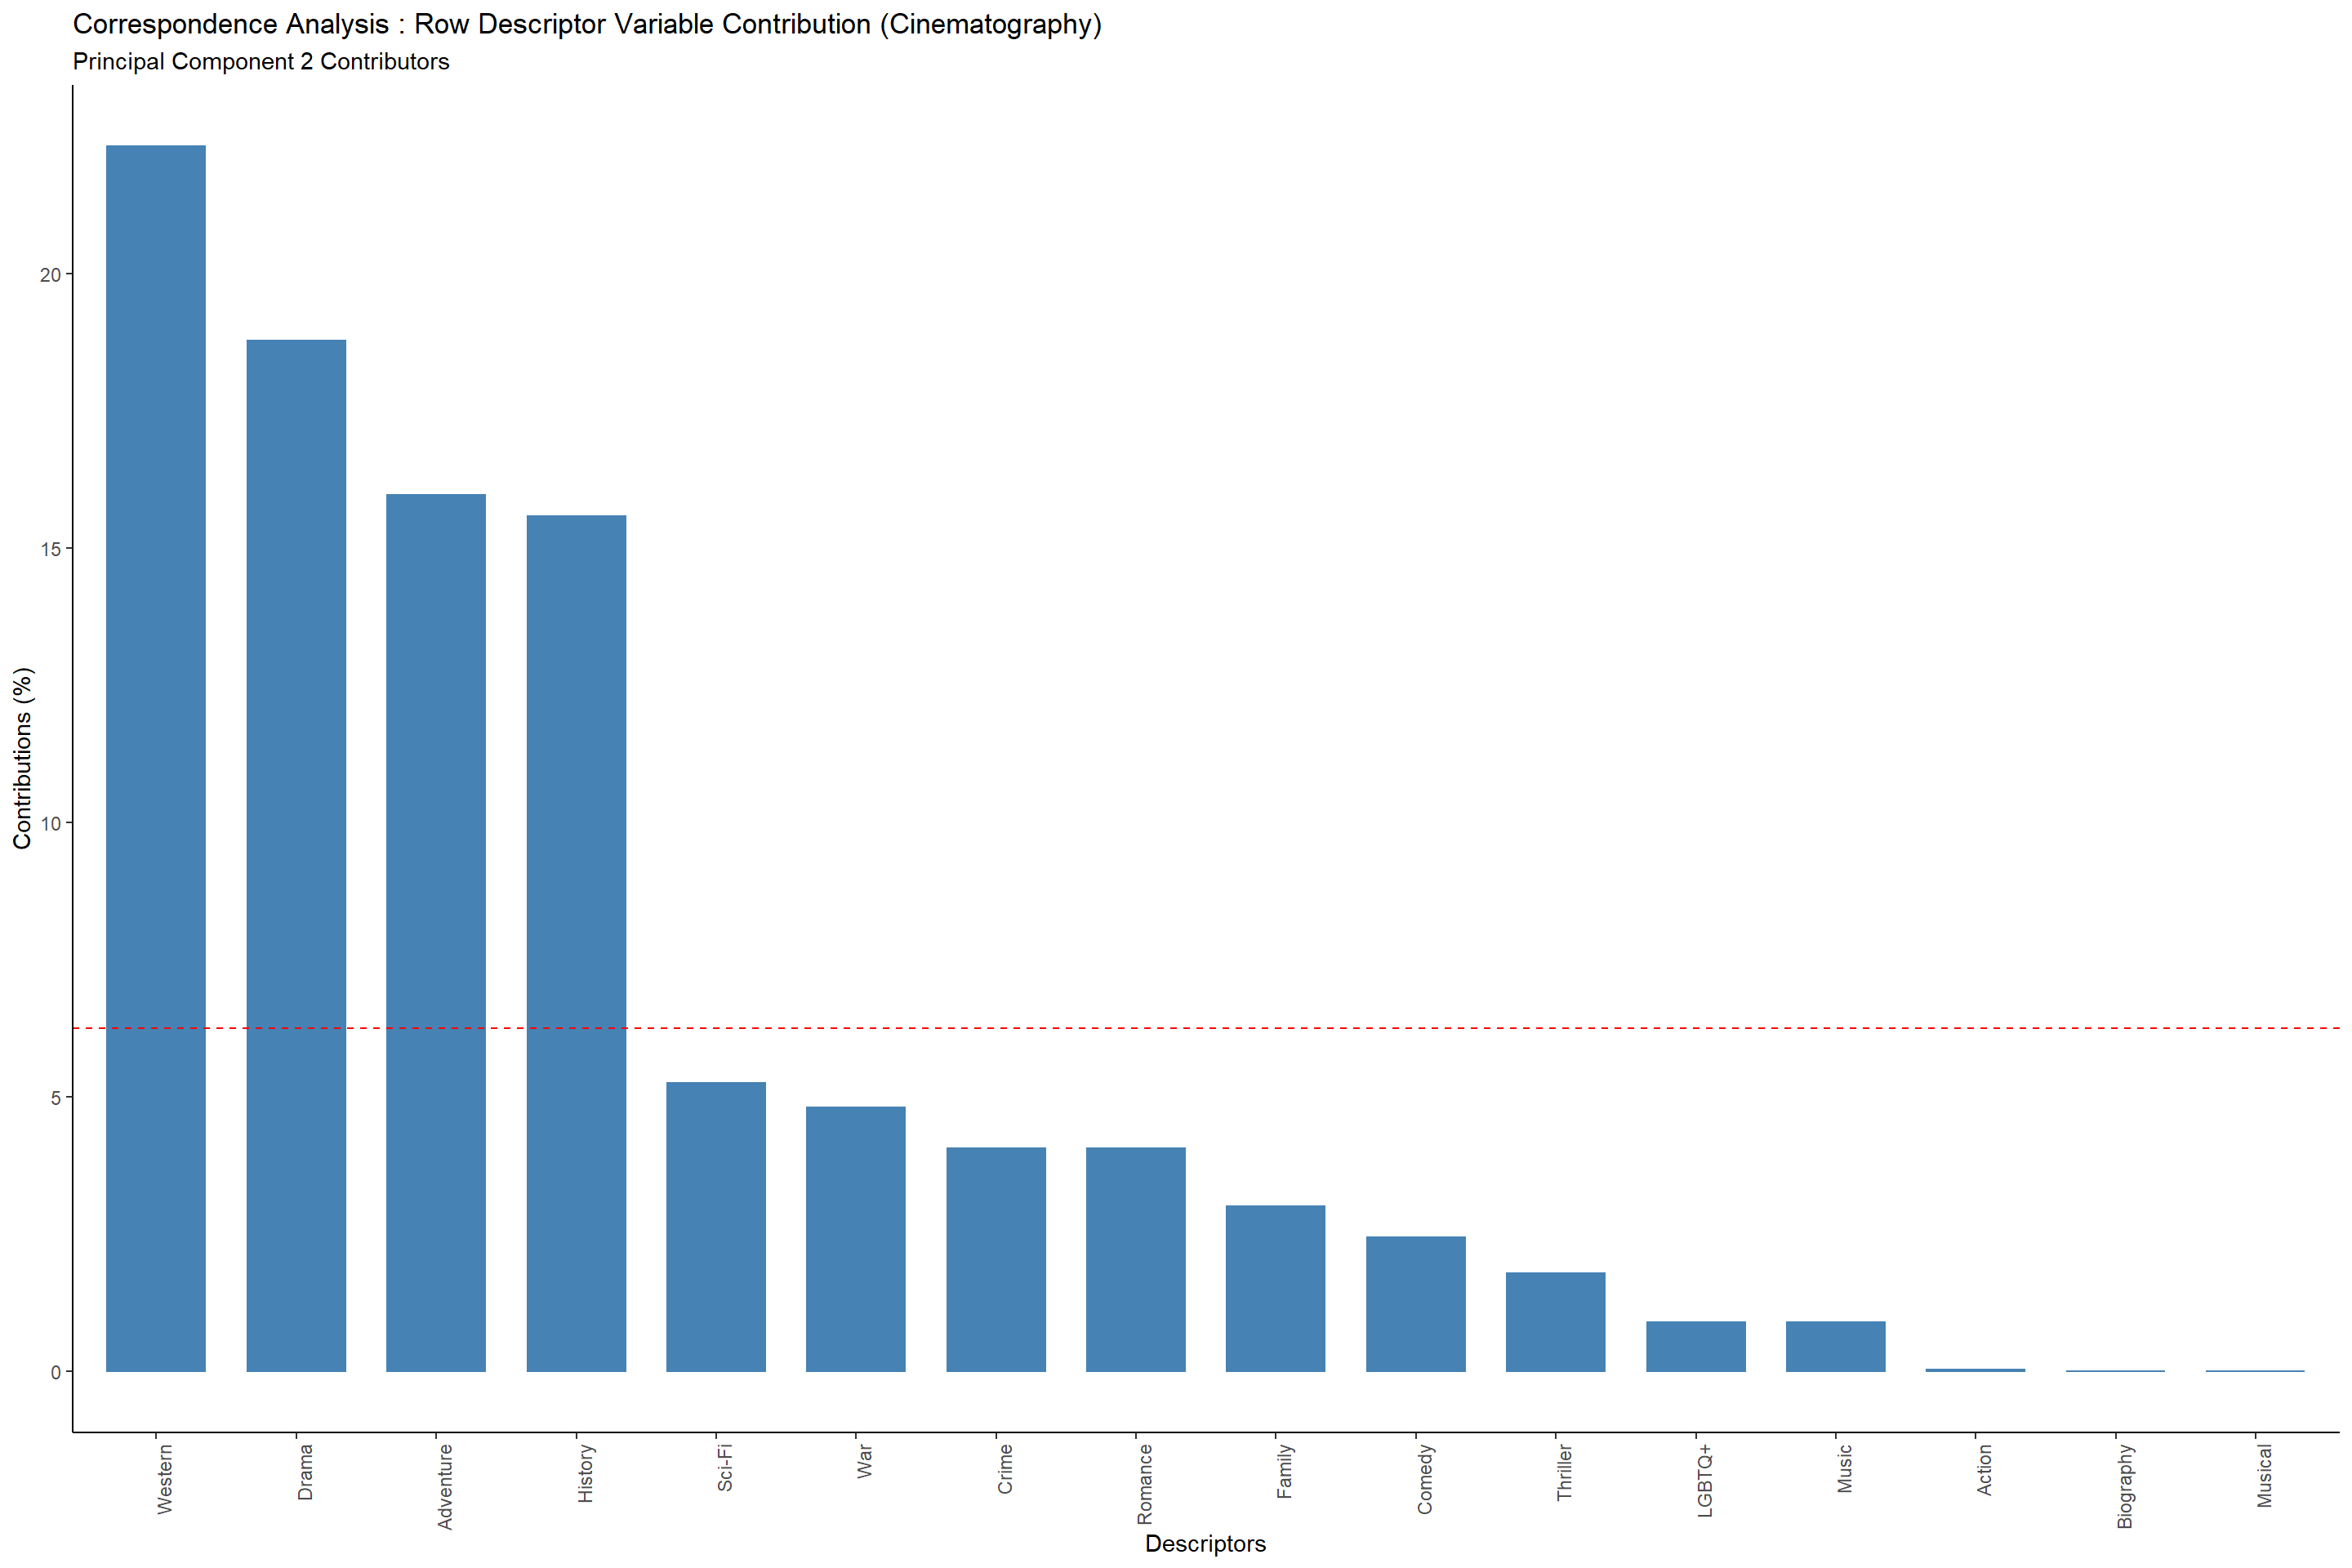 Correspondence Analysis : Row Descriptor Variable Contribution (Cinematography)
Principal Component 2 Contributors
Contributions (%)
20
15
10
5
0
Western
Drama
Adventure
History
Sci-Fi
War
Crime
Romance
Family
Comedy
Thriller
LGBTQ+
Music
Action
Biography
Musical
Descriptors